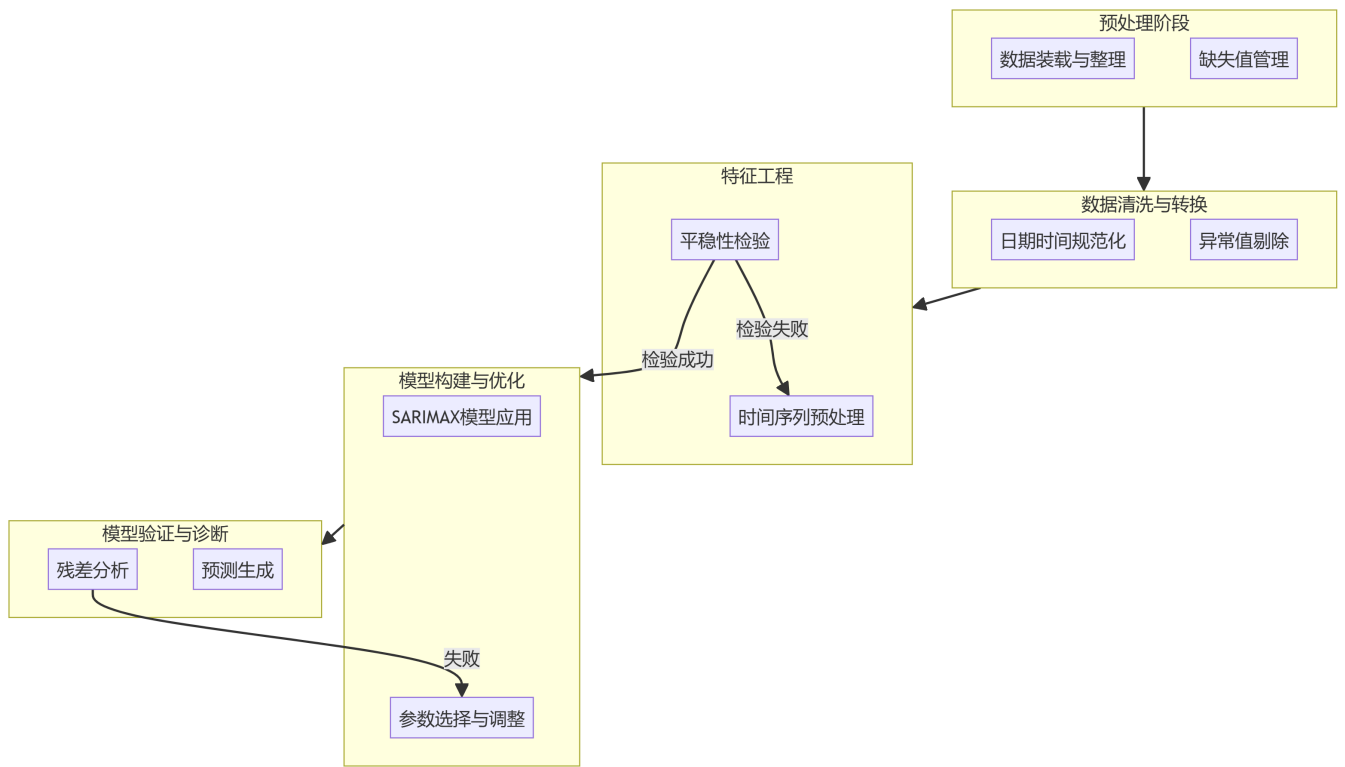 预处理阶段
数据装载与整理
缺失值管理
数据清洗与转换
日期时间规范化
异常值剔除
特征工程
平稳性检验
检验失败
检验成功
时间序列预处理
模型构建与优化
SARIMAX模型应用
模型验证与诊断
残差分析
预测生成
失败
参数选择与调整